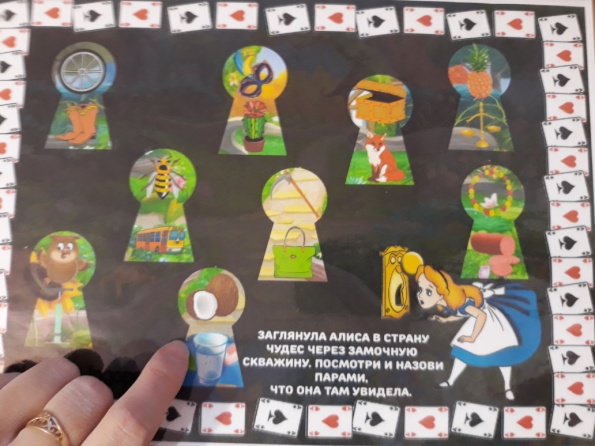 ЗАГЛЯНУЛА АЛИСА В СТРАНУ
ЧУДЕС ЧЕРЕЗ ЗАМОЧНУЮ
СКВАЖИНУ. ПОСМОТРИ И НАЗОВИ
ПАРАМИ,
ЧТО ОНА ТАМ УВИДЕЛА.